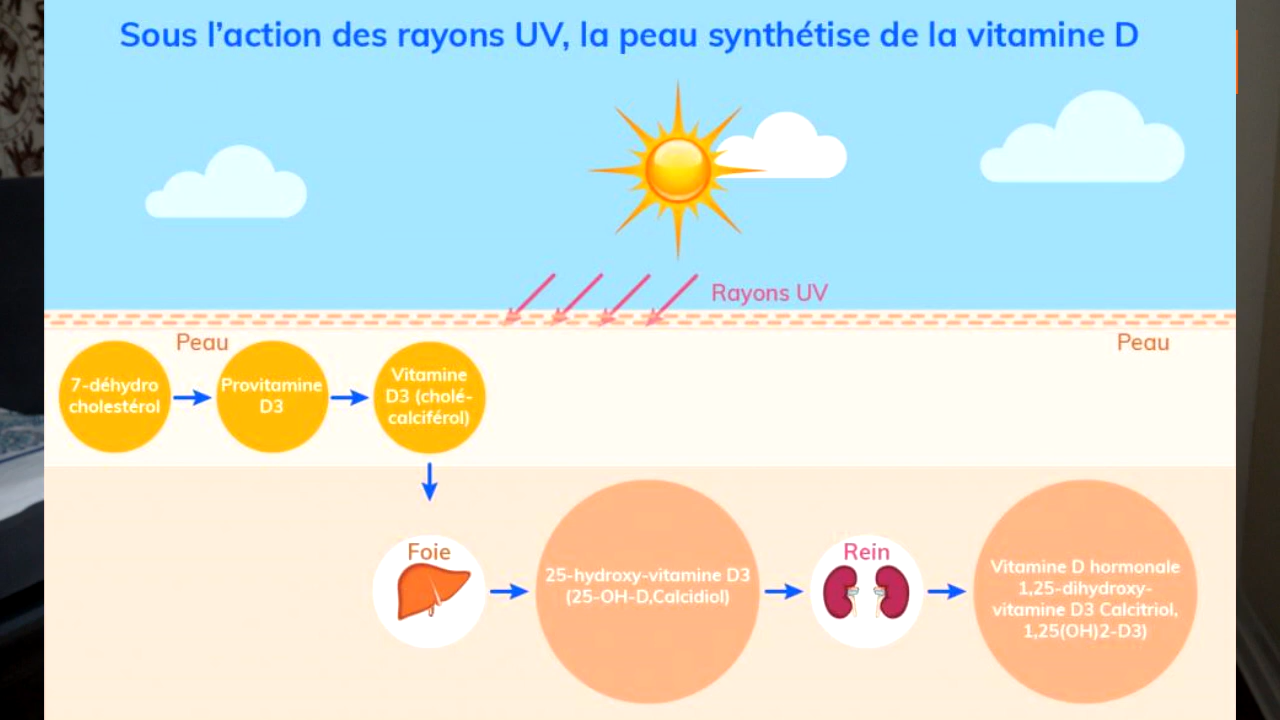 Sous l'action des rayons UV, la peau synthétise de la vitamine D
Rayons UV
Peau
Peau
7-déhydro
cholestérol
Provitamine
D3
Vitamine
D3 (cholé-
calciférol)
Foie
25-hydroxy-vitamine D3
(25-OH-D,Calcidiol)
Rein
Vitamine D hormonale
1,25-dihydroxy-
vitamine D3 Calcitriol,
1,25(OH)2-D3)